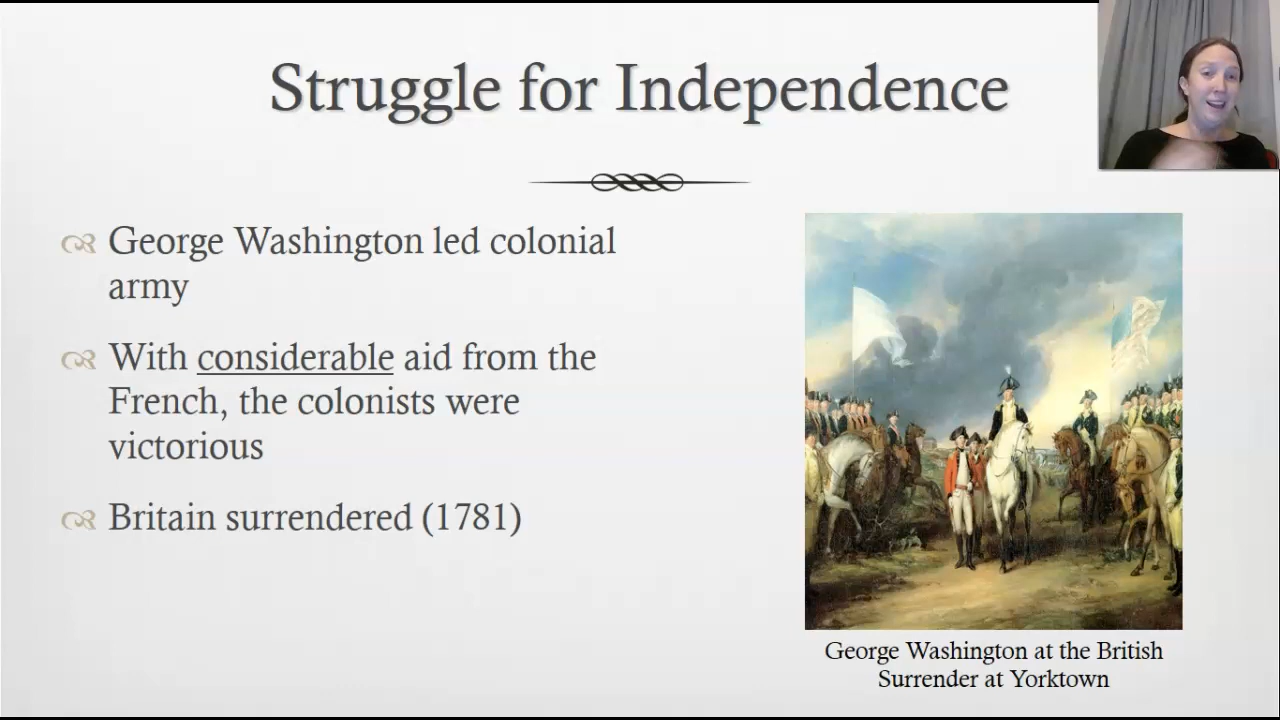 Struggle for Independence
George Washington led colonial
army
With considerable aid from the
French, the colonists were
victorious
Britain surrendered (1781)
George Washington at the British
Surrender at Yorktown